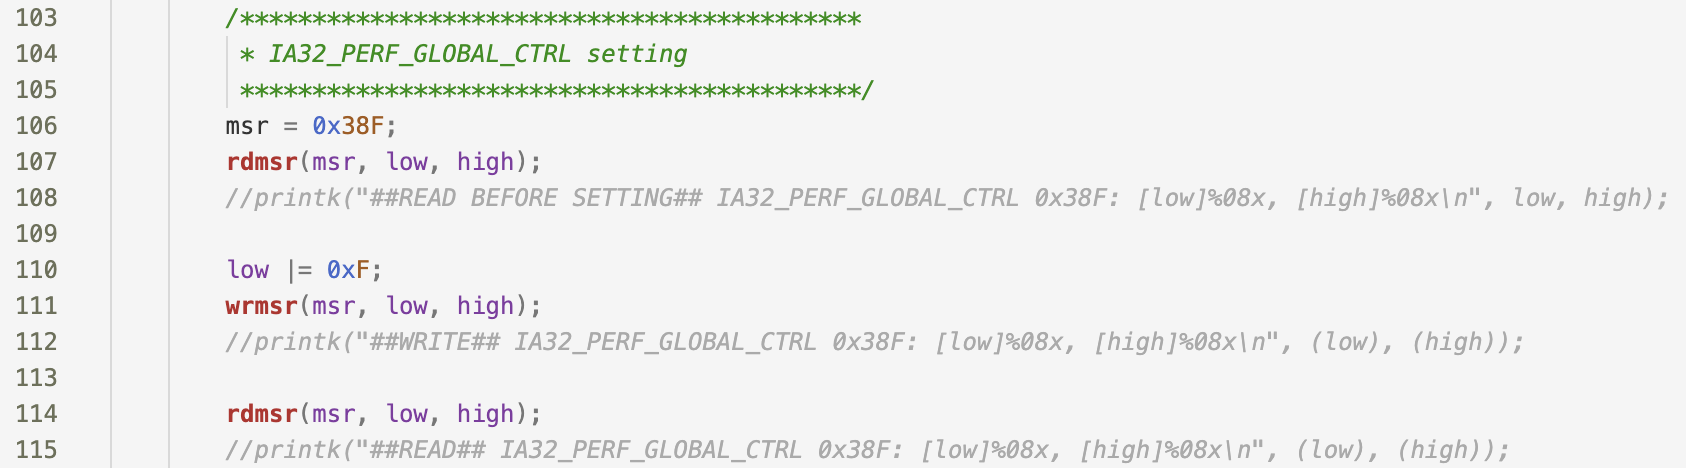 103 /*******************************************
104 * IA32_PERF_GLOBAL_CTRL setting
105 *******************************************/
106 msr = 0x38F;
107 rdmsr(msr, low, high);
108 //printk("##READ BEFORE SETTING## IA32_PERF_GLOBAL_CTRL 0x38F: [low]%08x, [high]%08x\n", low, high);
109
110 low |= 0xF;
111 wrmsr(msr, low, high);
112 //printk("##WRITE## IA32_PERF_GLOBAL_CTRL 0x38F: [low]%08x, [high]%08x\n", (low), (high));
113
114 rdmsr(msr, low, high);
115 //printk("##READ## IA32_PERF_GLOBAL_CTRL 0x38F: [low]%08x, [high]%08x\n", (low), (high));